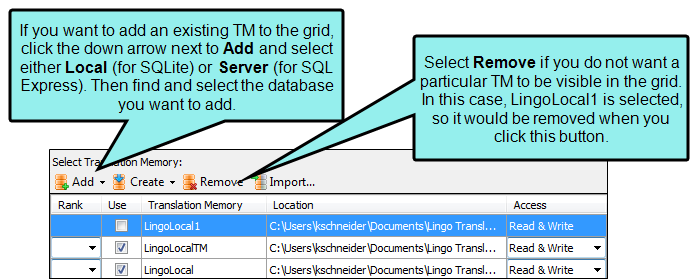 If you want to add an existing TM to the grid,
click the down arrow next to Add and select
either Local (for SQLite) or Server (for SQL
Express). Then find and select the database
you want to add.
Select Remove if you do not want a
particular TM to be visible in the grid.
In this case, LingoLocal1 is selected,
so it would be removed when you
click this button.
Select Translation Memory:
Add Create Remove Import...
Rank Use Translation Memory Location Access
LingoLocal1 C:\Users\kschneider\Documents\Lingo Transl... Read & Write
LingoLocalTM C:\Users\kschneider\Documents\Lingo Transl... Read & Write
LingoLocal C:\Users\kschneider\Documents\Lingo Transl... Read & Write